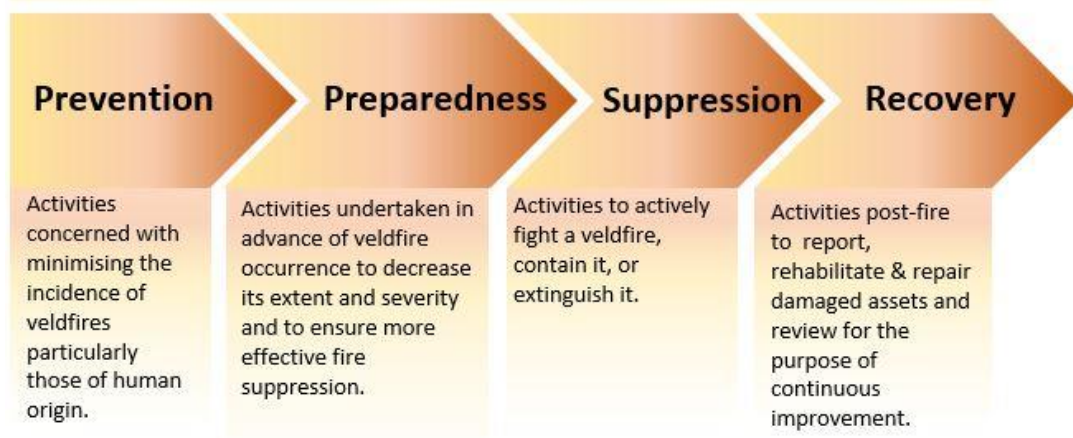 Prevention
Preparedness
Suppression
Recovery
Activities
concerned with
minimising the
incidence of
veldfires
particularly
those of human
origin.
Activities undertaken in
advance of veldfire
occurrence to decrease
its extent and severity
and to ensure more
effective fire
suppression.
Activities to actively
fight a veldfire,
contain it, or
extinguish it.
Activities post-fire
to report,
rehabilitate & repair
damaged assets and
review for the
purpose of
continuous
improvement.